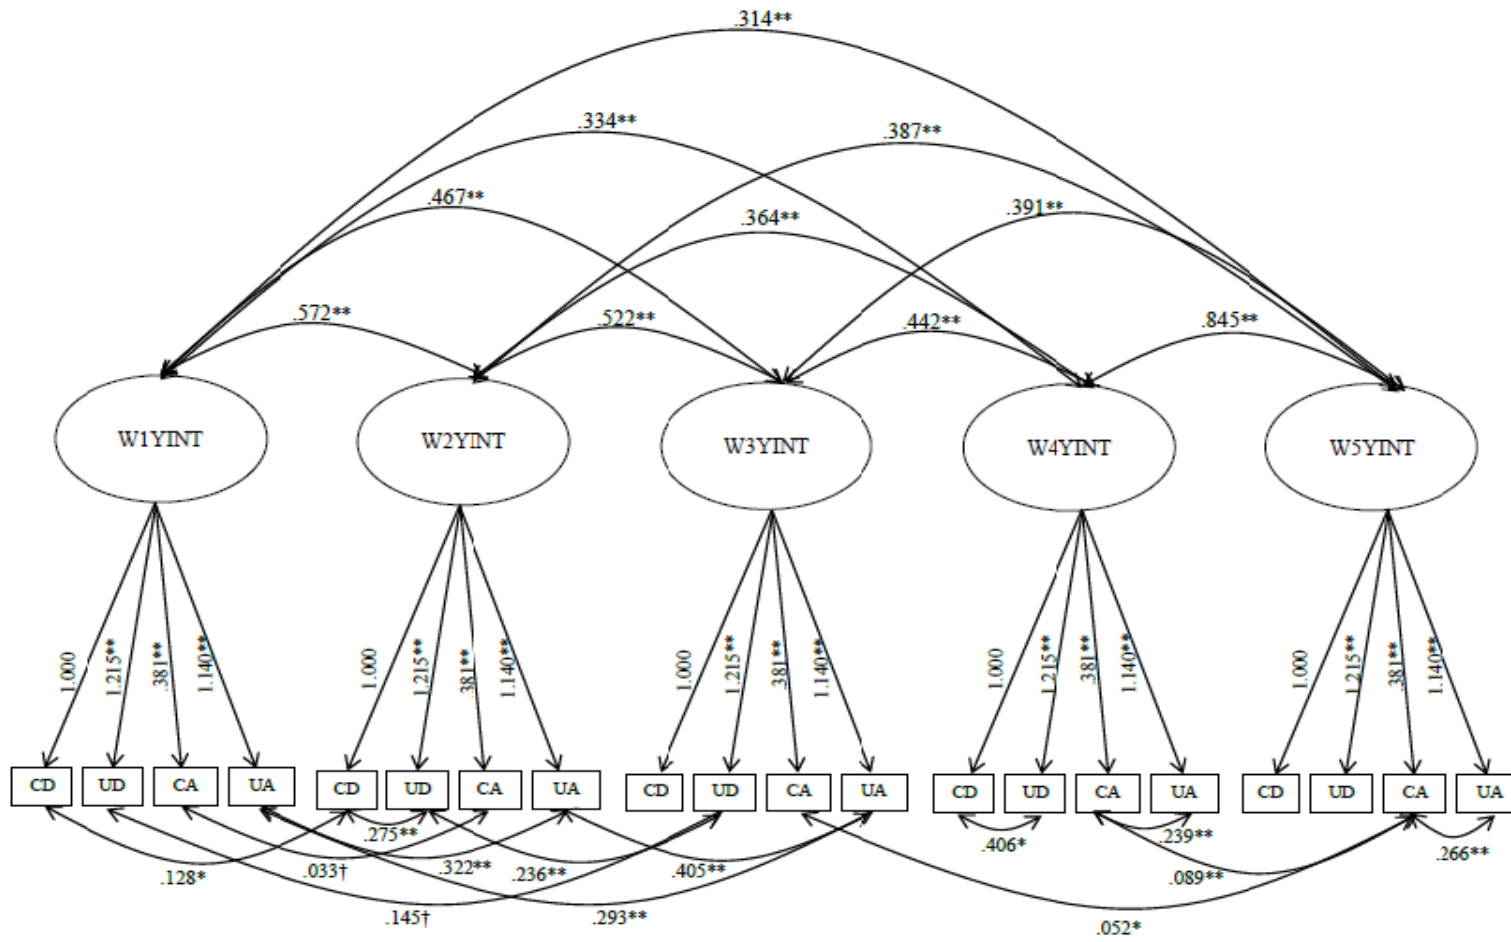 .314**
.334** .387**
.467** .364** .391**
.572** .522** .442** .845**
W1YINT W2YINT W3YINT W4YINT W5YINT
1.000 1.215** .381** 1.140** 1.000 1.215** .381** 1.140** 1.000 1.215** .381** 1.140** 1.000 1.215** .381** 1.140** 1.000 1.215** .381** 1.140**
CD UD CA UA CD UD CA UA CD UD CA UA CD UD CA UA CD UD CA UA
.275** .406* .239** .266**
.128* .033† .322** .236** .405** .089**
.145† .293** .052*